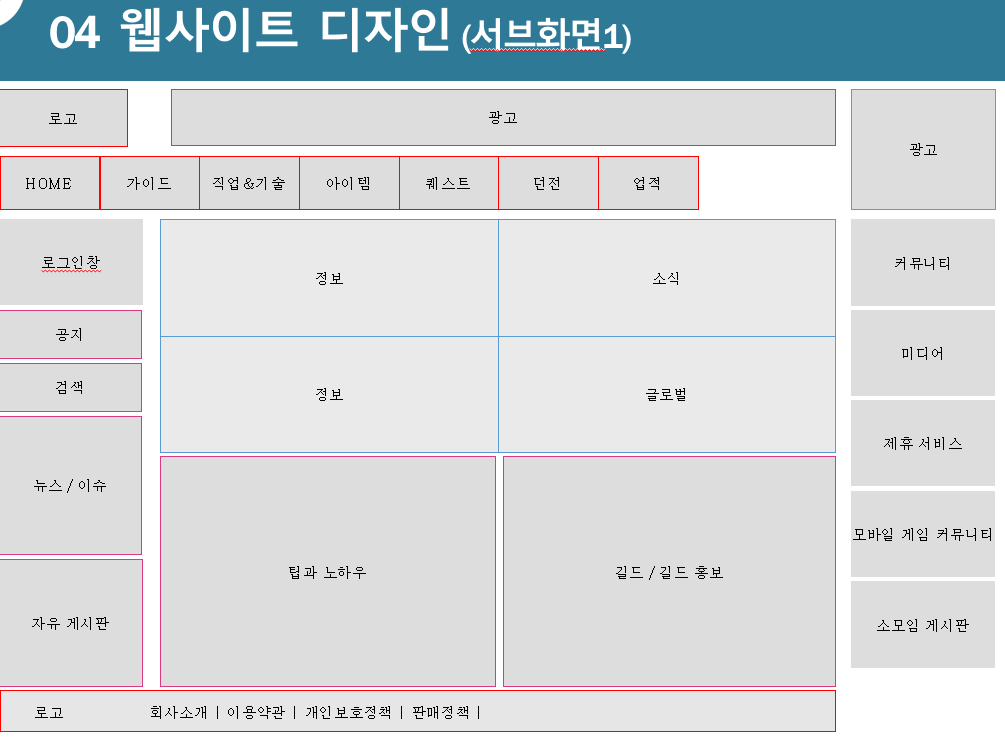 04 웹사이트 디자인 (서브화면1)
로고
광고
광고
HOME
가이드
직업&기술
아이템
퀘스트
던전
업적
로그인창
공지
검색
뉴스 / 이슈
자유 게시판
정보
소식
정보
글로벌
팁과 노하우
길드 / 길드 홍보
커뮤니티
미디어
제휴 서비스
모바일 게임 커뮤니티
소모임 게시판
로고
회사소개 | 이용약관 | 개인보호정책 | 판매정책 |